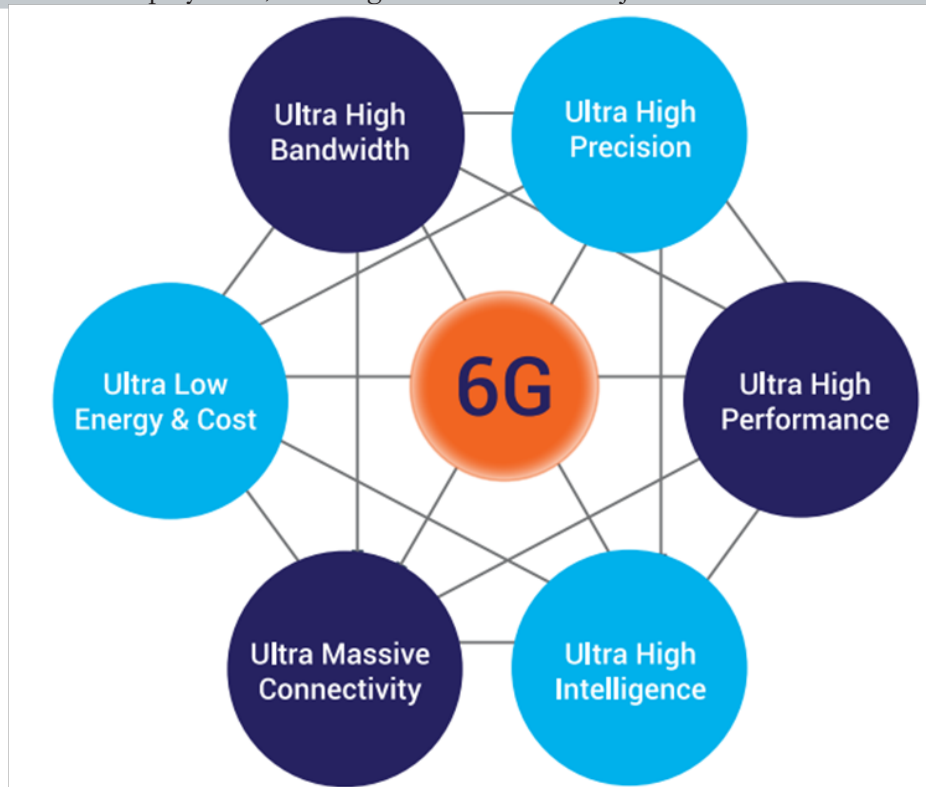 Ultra High
Bandwidth
Ultra High
Precision
6G
Ultra Low
Energy & Cost
Ultra High
Performance
Ultra Massive
Connectivity
Ultra High
Intelligence